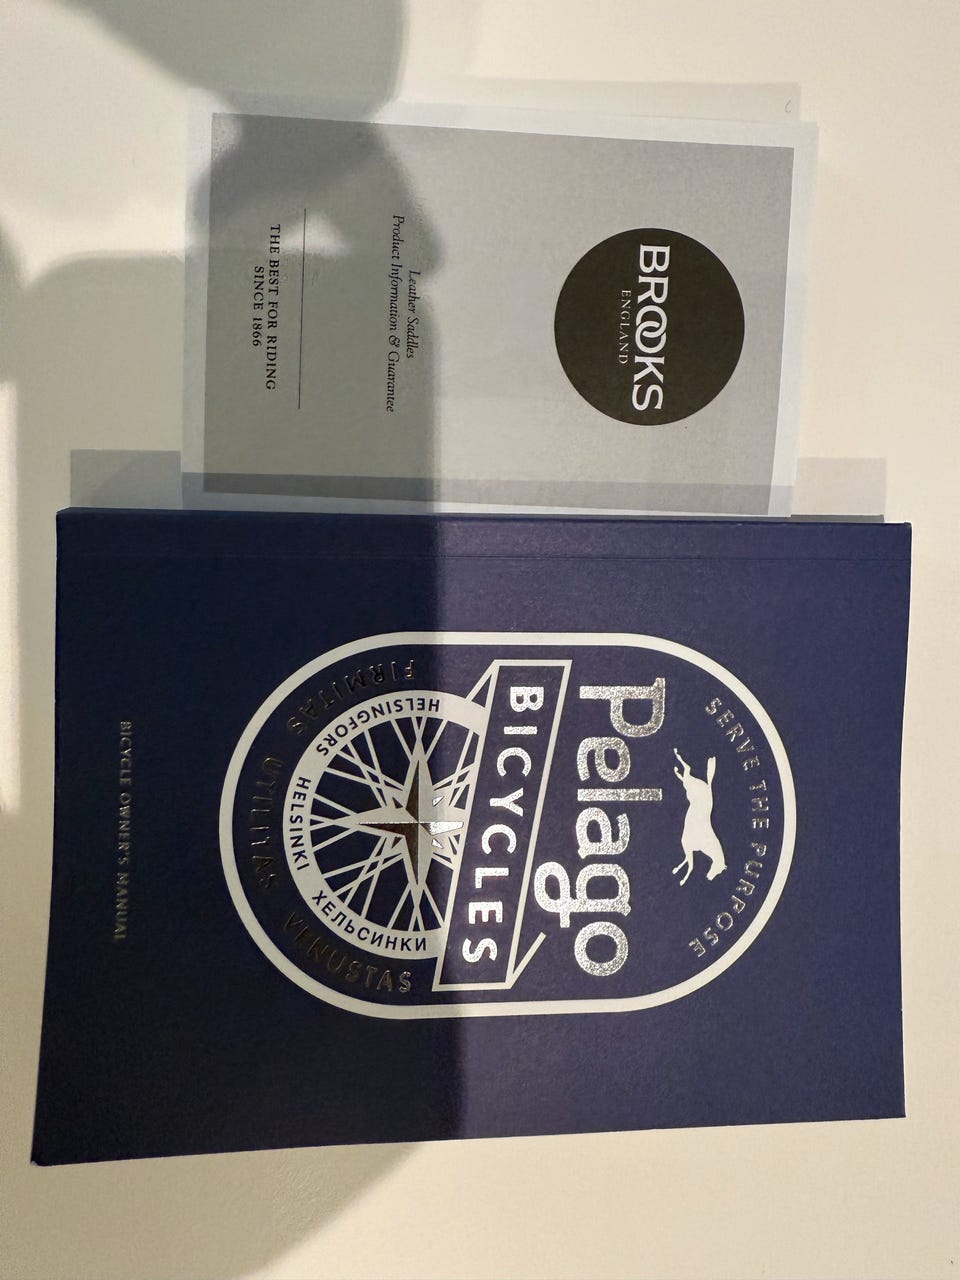 BROOKS
ENGLAND
Leather Saddles
Product Information & Guarantee
THE BEST FOR RIDING
SINCE 1866
SERVE THE PURPOSE
Pelago
BICYCLES
HELSINGFORS HELSINKI ХЕЛЬСИНКИ
FIRMITAS UTILITAS VENUSTAS
BICYCLE OWNER'S MANUAL